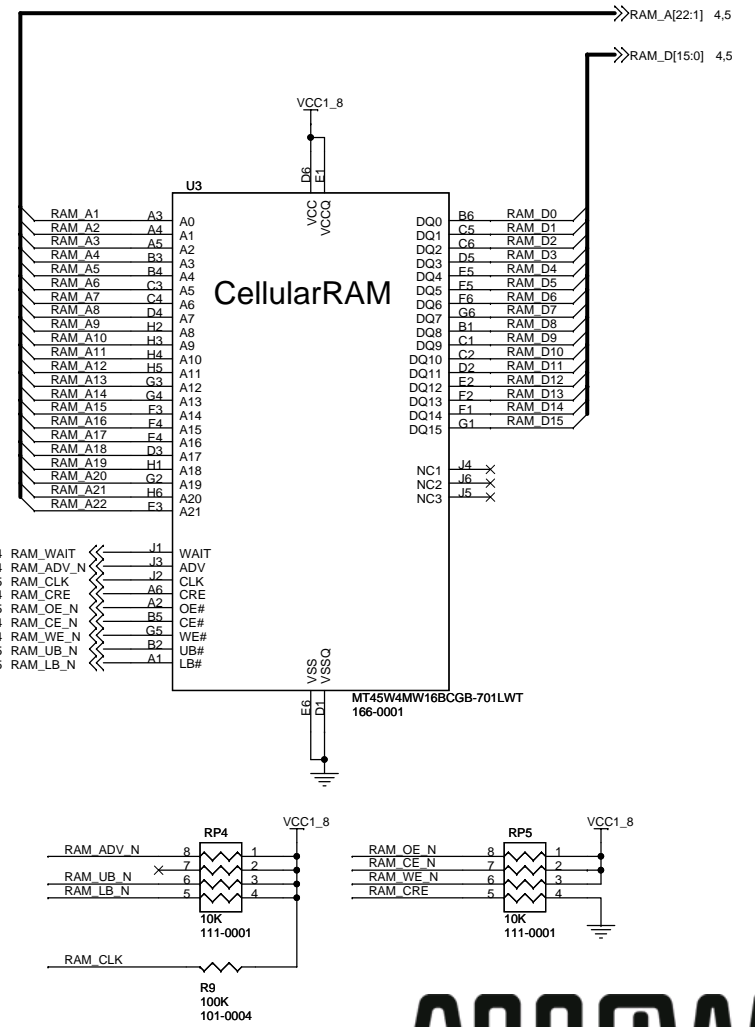 RAM_A[22:1] 4,5
RAM_D[15:0] 4,5
VCC1_8
D6 E1
U3
VCC VCCQ
RAM_A1 A3 A0 DQ0 B6 RAM_D0
RAM_A2 A4 A1 DQ1 C5 RAM_D1
RAM_A3 A5 A2 DQ2 C6 RAM_D2
RAM_A4 B3 A3 DQ3 D5 RAM_D3
RAM_A5 B4 A4 DQ4 E5 RAM_D4
RAM_A6 C3 A5 DQ5 F5 RAM_D5
RAM_A7 C4 A6 DQ6 F6 RAM_D6
RAM_A8 D4 A7 DQ7 G6 RAM_D7
RAM_A9 H2 A8 DQ8 B1 RAM_D8
RAM_A10 H3 A9 DQ9 C1 RAM_D9
RAM_A11 H4 A10 DQ10 C2 RAM_D10
RAM_A12 H5 A11 DQ11 D2 RAM_D11
RAM_A13 G3 A12 DQ12 E2 RAM_D12
RAM_A14 G4 A13 DQ13 F2 RAM_D13
RAM_A15 F3 A14 DQ14 F1 RAM_D14
RAM_A16 F4 A15 DQ15 G1 RAM_D15
RAM_A17 E4 A16
RAM_A18 D3 A17
RAM_A19 H1 A18
RAM_A20 G2 A19
RAM_A21 H6 A20
RAM_A22 E3 A21
CellularRAM
NC1 J4
NC2 J6
NC3 J5
RAM_WAIT J1 WAIT
RAM_ADV_N J3 ADV
RAM_CLK J2 CLK
RAM_CRE A6 CRE
RAM_OE_N A2 OE#
RAM_CE_N B5 CE#
RAM_WE_N G5 WE#
RAM_UB_N B2 UB#
RAM_LB_N A1 LB#
VSS VSSQ
E6 D1
MT45W4MW16BCGB-701LWT
166-0001
RP4 VCC1_8
RAM_ADV_N 8 1
7 2
RAM_UB_N 6 3
RAM_LB_N 5 4
10K
111-0001
RAM_CLK
R9
100K
101-0004
RP5 VCC1_8
RAM_OE_N 8 1
RAM_CE_N 7 2
RAM_WE_N 6 3
RAM_CRE 5 4
10K
111-0001